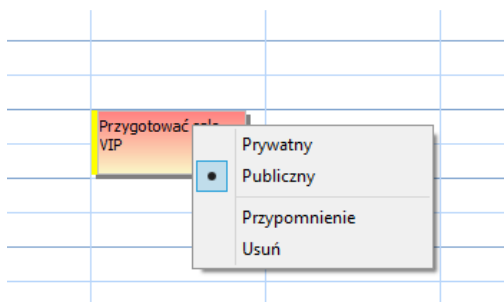 Przygotować
VIP
Prywatny
Publiczny
Przypomnienie
Usuń